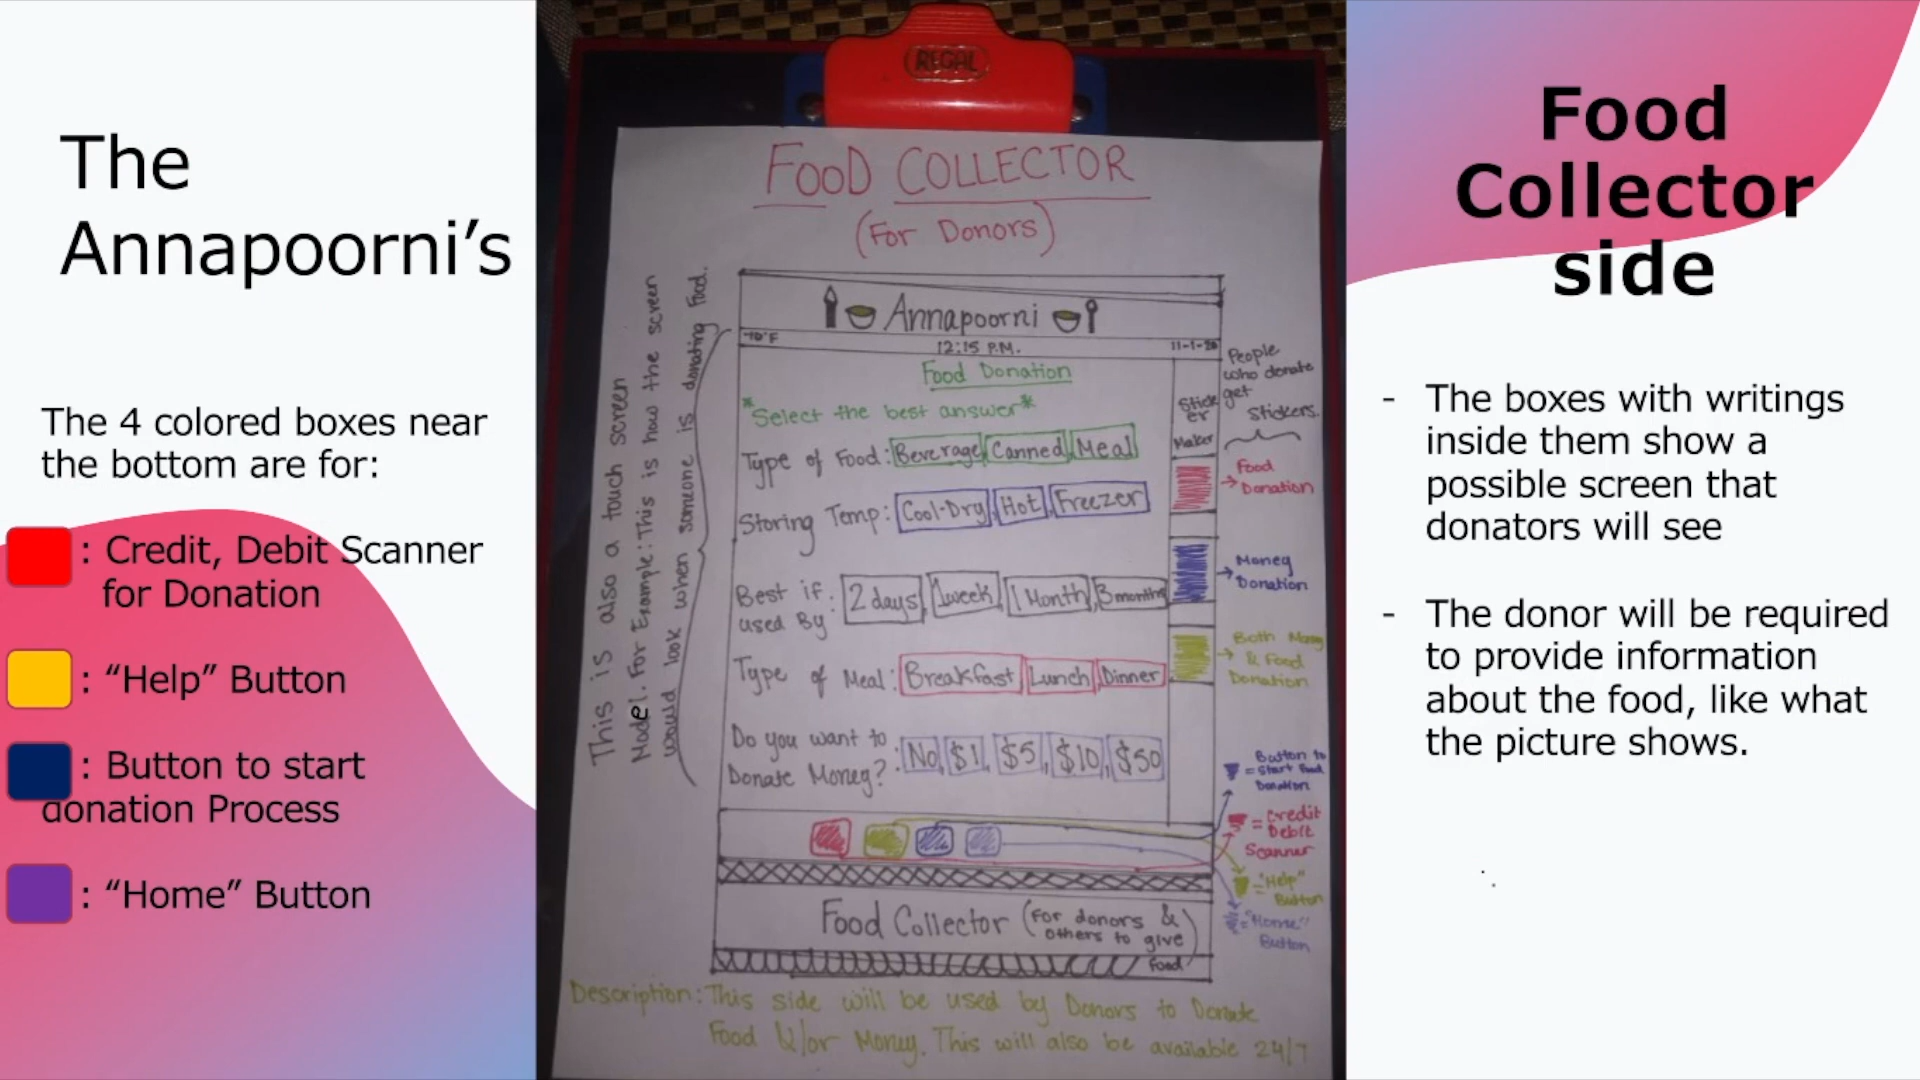 The
Annapoorni's
The 4 colored boxes near
the bottom are for:
: Credit, Debit Scanner
for Donation
: “Help” Button
: Button to start
donation Process
: “Home” Button
REGAL
FOOD COLLECTOR
(For Donors)
This is also a touch screen
Model. For Example: This is how the screen
would look when someone is donating Food.
Annapoorni
12:15 P.M.
Food Donation
*Select the best answer*
Type of Food: Beverage, Canned, Meal
Storing Temp: Cool-Dry, Hot, Freezer
Best if : 2 days, 1 week, 1 Month, 3 months
used By
Type of Meal: Breakfast, Lunch, Dinner
Do you want to
Donate Money? : No, $1, $5, $10, $50
People
who donate
get
Stickers.
Stick
er
Maker
Food
Donation
Money
Donation
Both Money
& Food
Donation
Button to
= Start Food
Donation
= Credit
Debit
Scanner
= "Help"
Button
= "Home"
Button
Food Collector (For donors &
others to give
food)
Description: This side will be used by Donors to Donate
Food &/or Money. This will also be available 24/7
Food
Collector
side
- The boxes with writings
inside them show a
possible screen that
donators will see
- The donor will be required
to provide information
about the food, like what
the picture shows.